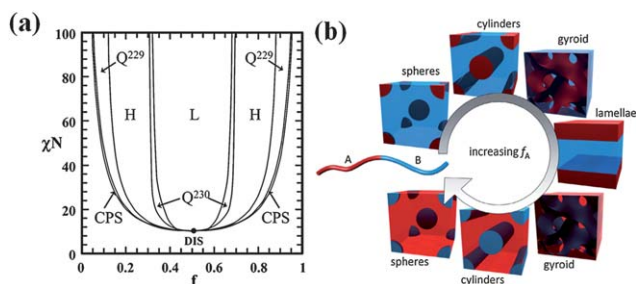 (a)
100
80
60
40
20
0
χN
Q229
Q229
H
L
H
Q230
CPS
CPS
DIS
0
0.2
0.4
0.6
0.8
1
f
(b)
cylinders
spheres
gyroid
lamellae
increasing fA
A
B
spheres
cylinders
gyroid